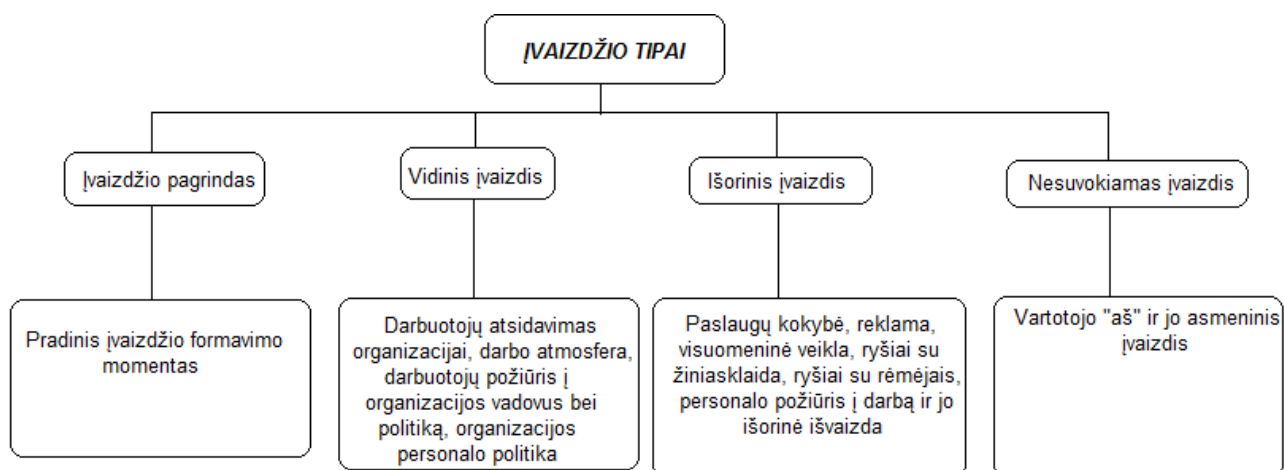 ĮVAIZDŽIO TIPAI
Įvaizdžio pagrindas
Vidinis įvaizdis
Išorinis įvaizdis
Nesuvokiamas įvaizdis
Pradinis įvaizdžio formavimo
momentas
Darbuotojų atsidavimas
organizacijai, darbo atmosfera,
darbuotojų požiūris į
organizacijos vadovus bei
politiką, organizacijos
personalo politika
Paslaugų kokybė, reklama,
visuomeninė veikla, ryšiai su
žiniasklaida, ryšiai su rėmėjais,
personalo požiūris į darbą ir jo
išorinė išvaizda
Vartotojo "aš" ir jo asmeninis
įvaizdis